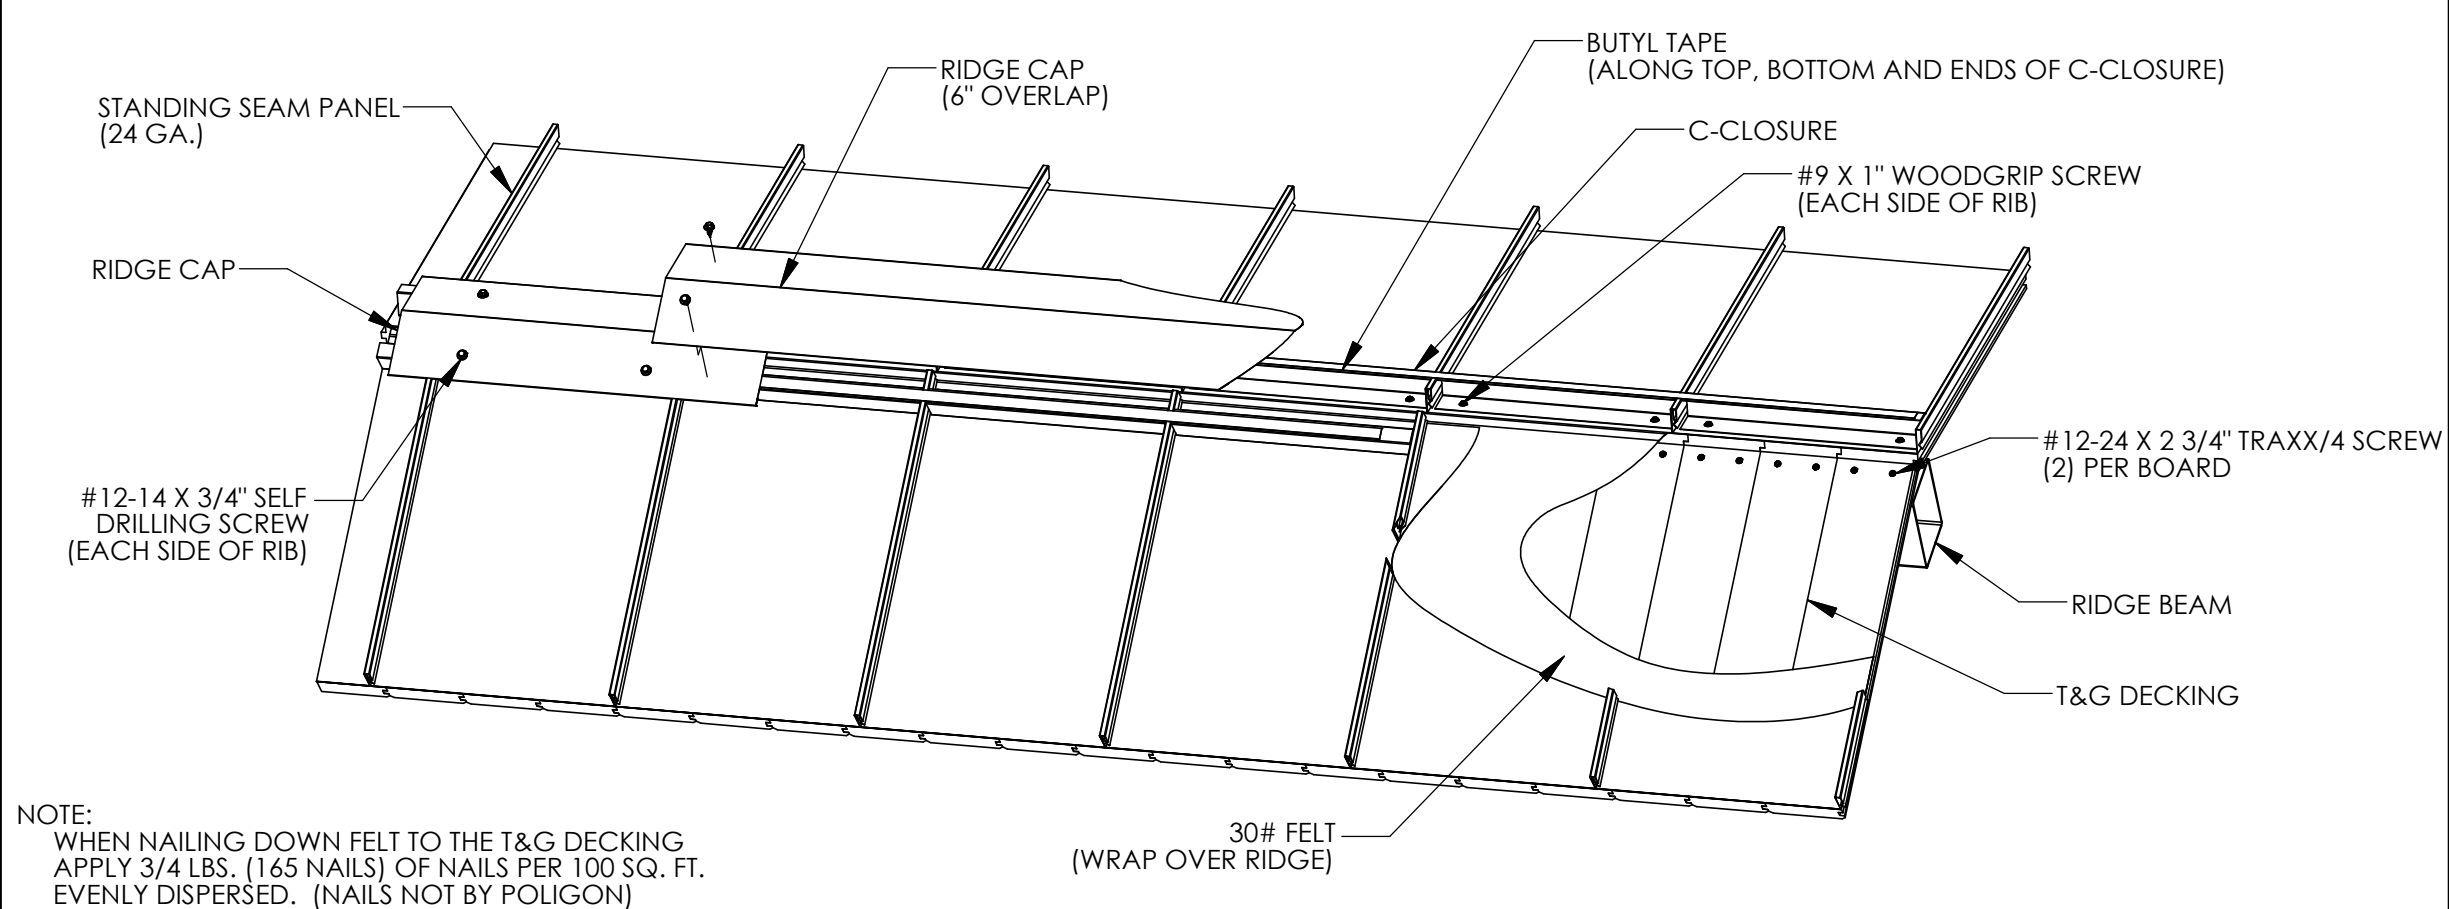 BUTYL TAPE
(ALONG TOP, BOTTOM AND ENDS OF C-CLOSURE)
RIDGE CAP
(6" OVERLAP)
STANDING SEAM PANEL
(24 GA.)
C-CLOSURE
#9 X 1" WOODGRIP SCREW
(EACH SIDE OF RIB)
RIDGE CAP
#12-24 X 2 3/4" TRAXX/4 SCREW
(2) PER BOARD
#12-14 X 3/4" SELF
DRILLING SCREW
(EACH SIDE OF RIB)
RIDGE BEAM
T&G DECKING
30# FELT
(WRAP OVER RIDGE)
NOTE:
WHEN NAILING DOWN FELT TO THE T&G DECKING
APPLY 3/4 LBS. (165 NAILS) OF NAILS PER 100 SQ. FT.
EVENLY DISPERSED. (NAILS NOT BY POLIGON)